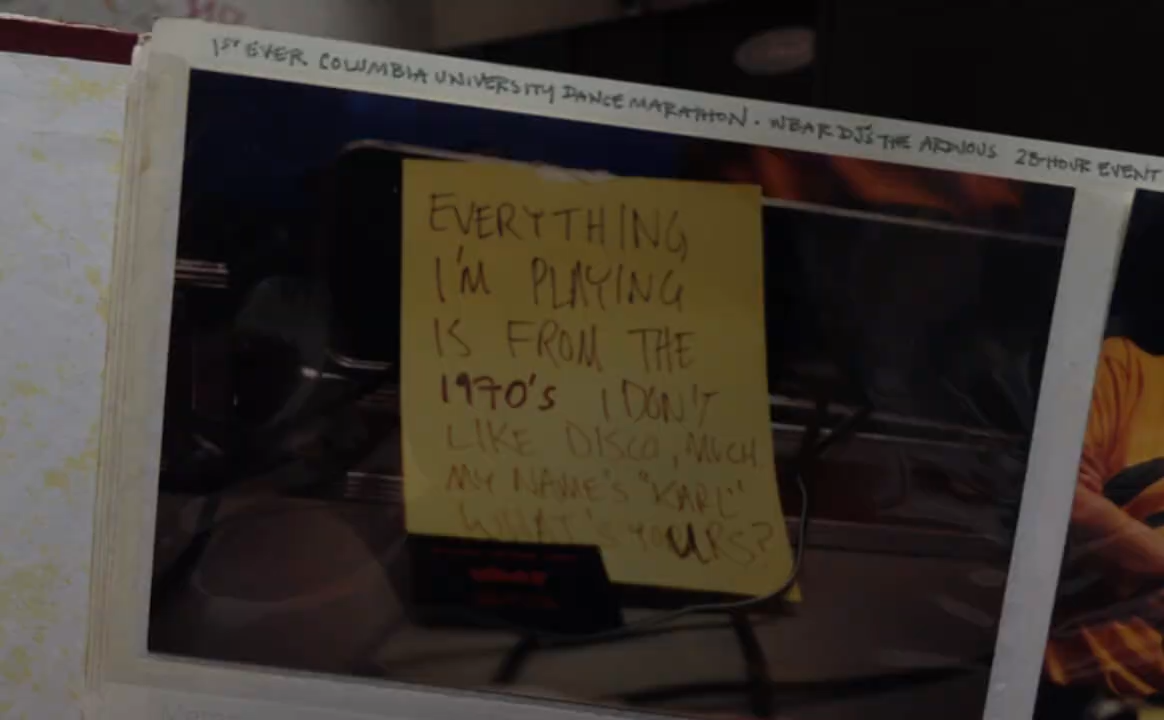 1ST EVER COLUMBIA UNIVERSITY DANCE MARATHON. WBAR DJ'S THE ARDUOUS 28-HOUR EVENT
EVERYTHING
I'M PLAYING
IS FROM THE
1970's I DON'T
LIKE DISCO, MUCH.
MY NAME'S "KARL"
WHAT'S YOURS?